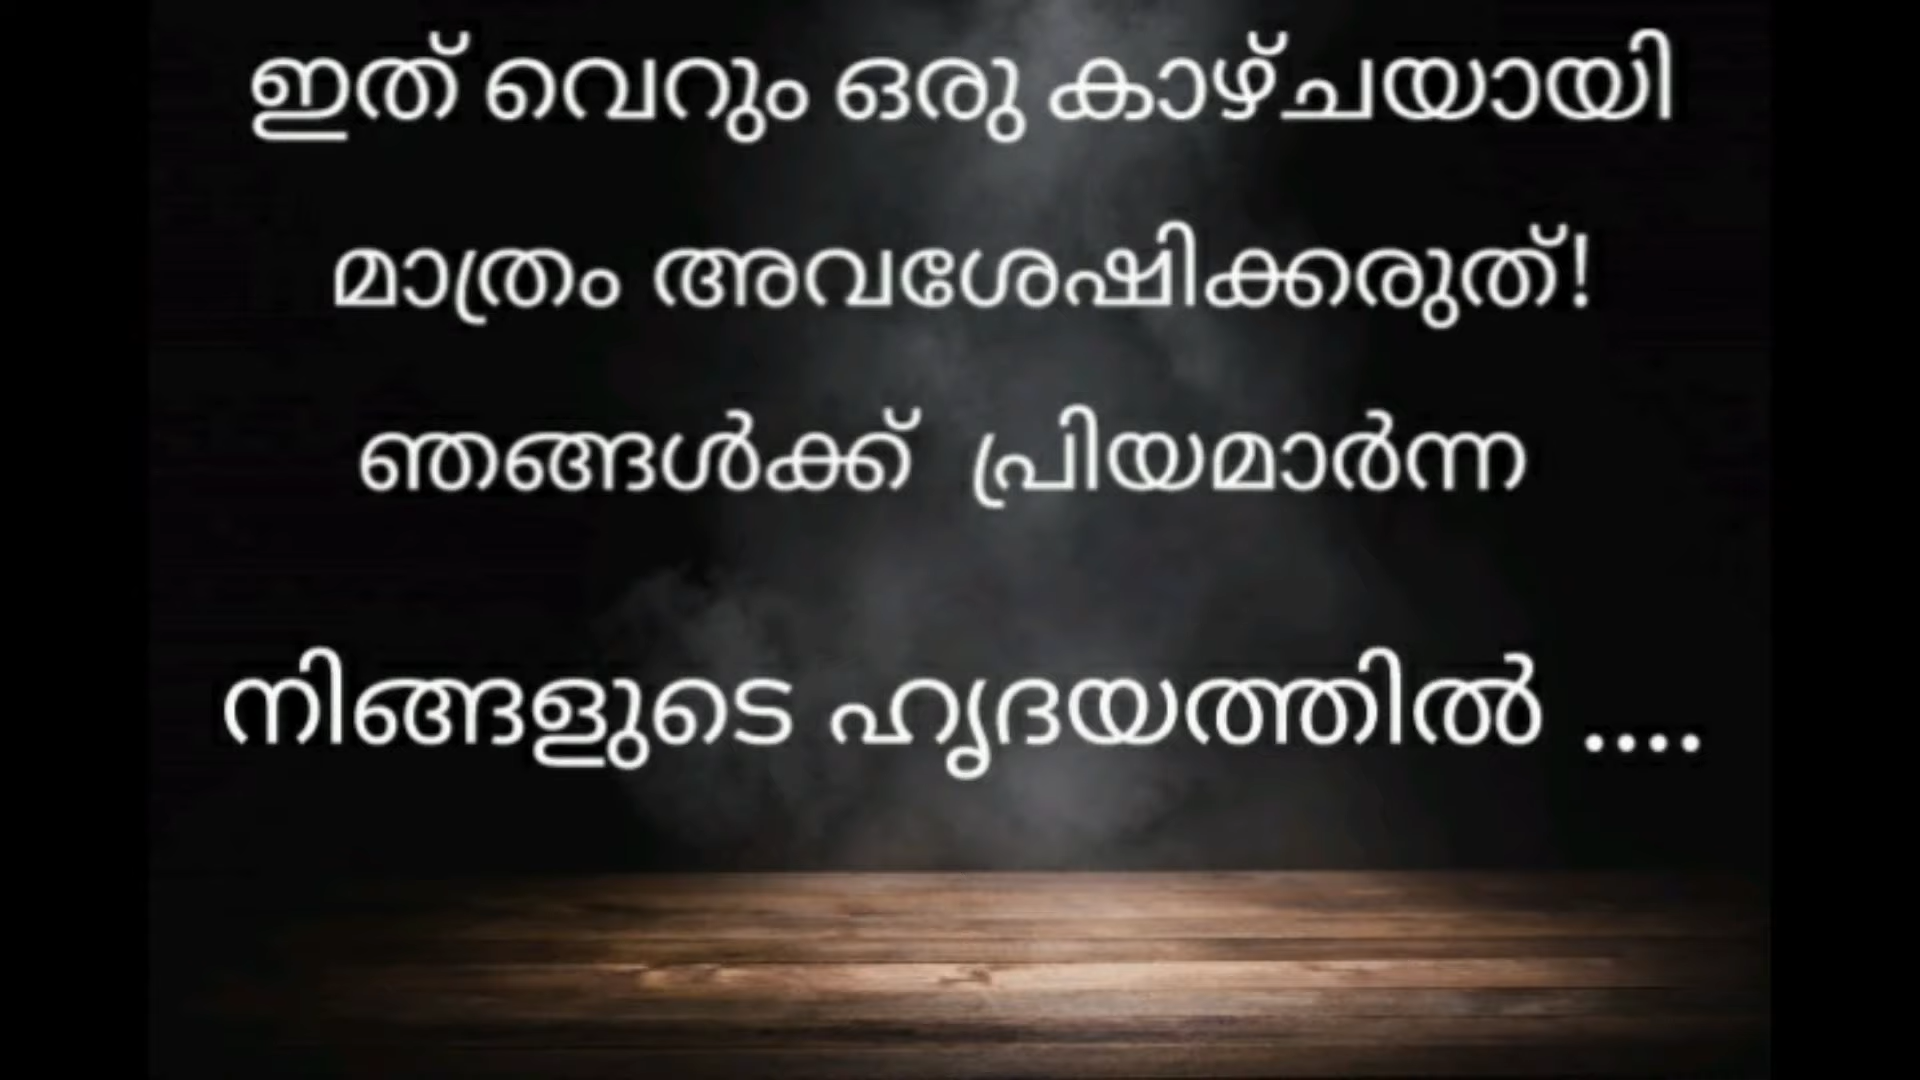 ഇത് വെറും ഒരു കാഴ്ചയായി
മാത്രം അവശേഷിക്കരുത്!
ഞങ്ങൾക്ക് പ്രിയമാർന്ന
നിങ്ങളുടെ ഹൃദയത്തിൽ ....